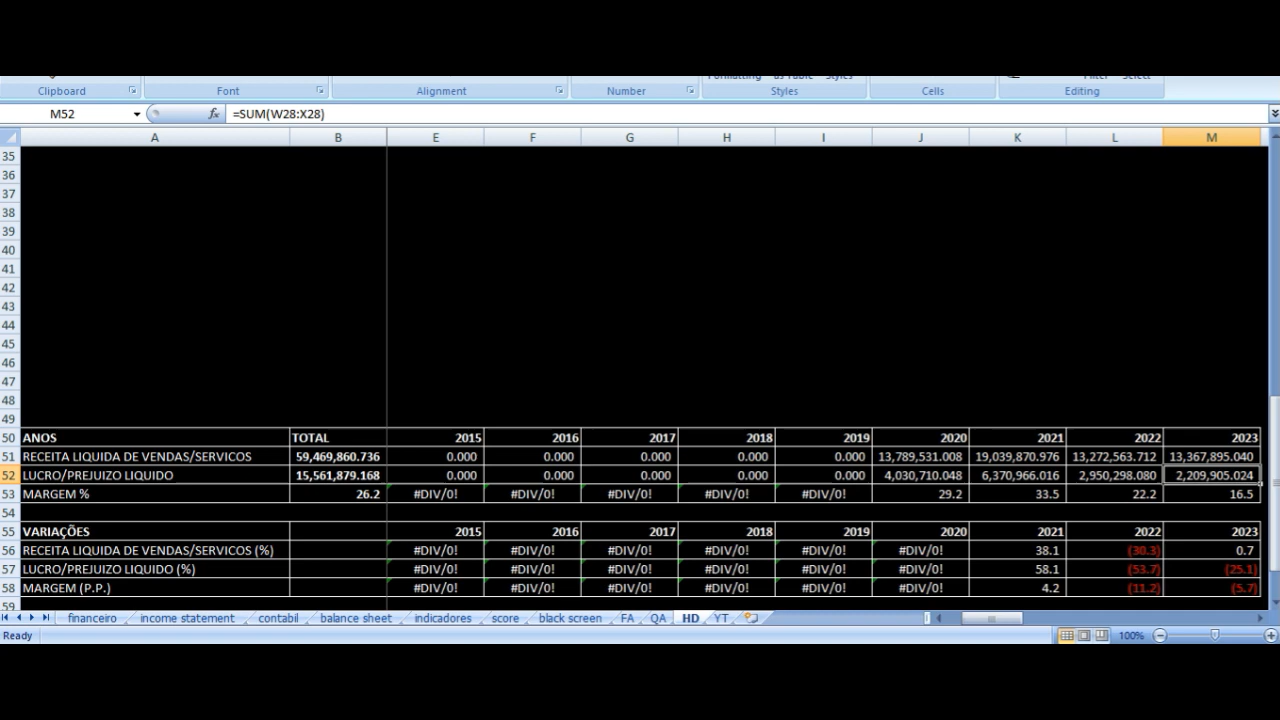 Clipboard Font Alignment Number Styles Cells Editing
M52 fx =SUM(W28:X28)
A B E F G H I J K L M
35
36
37
38
39
40
41
42
43
44
45
46
47
48
49
50 ANOS TOTAL 2015 2016 2017 2018 2019 2020 2021 2022 2023
51 RECEITA LIQUIDA DE VENDAS/SERVICOS 59,469,860.736 0.000 0.000 0.000 0.000 0.000 13,789,531.008 19,039,870.976 13,272,563.712 13,367,895.040
52 LUCRO/PREJUIZO LIQUIDO 15,561,879.168 0.000 0.000 0.000 0.000 0.000 4,030,710.048 6,370,966.016 2,950,298.080 2,209,905.024
53 MARGEM % 26.2 #DIV/0! #DIV/0! #DIV/0! #DIV/0! #DIV/0! 29.2 33.5 22.2 16.5
54
55 VARIAÇÕES 2015 2016 2017 2018 2019 2020 2021 2022 2023
56 RECEITA LIQUIDA DE VENDAS/SERVICOS (%) #DIV/0! #DIV/0! #DIV/0! #DIV/0! #DIV/0! #DIV/0! 38.1 (30.3) 0.7
57 LUCRO/PREJUIZO LIQUIDO (%) #DIV/0! #DIV/0! #DIV/0! #DIV/0! #DIV/0! #DIV/0! 58.1 (53.7) (25.1)
58 MARGEM (P.P.) #DIV/0! #DIV/0! #DIV/0! #DIV/0! #DIV/0! #DIV/0! 4.2 (11.2) (5.7)
59
financeiro income statement contabil balance sheet indicadores score black screen FA QA HD YT
Ready 100%